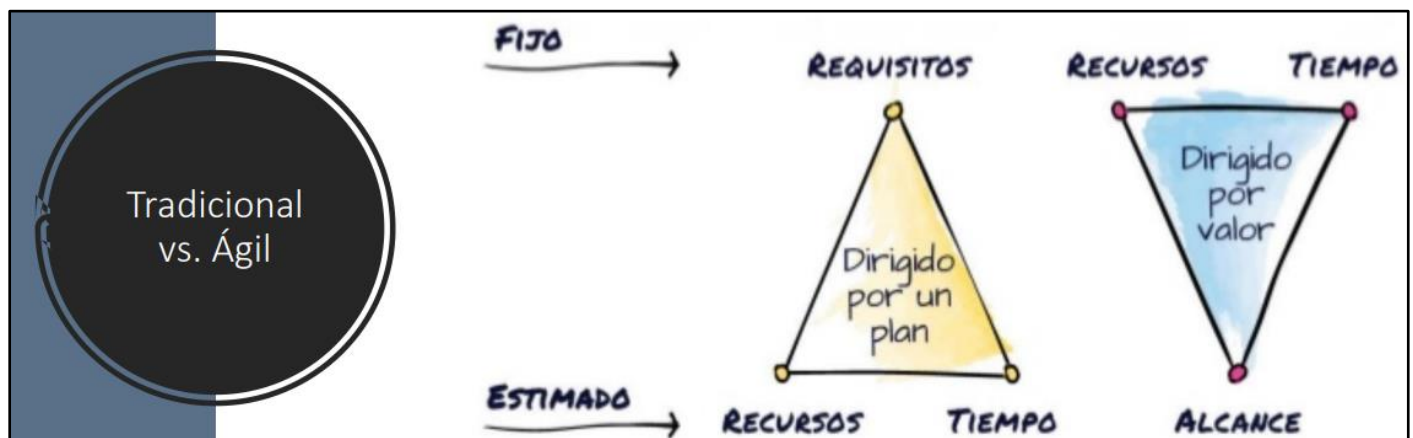 Tradicional
vs. Ágil
FIJO
REQUISITOS
RECURSOS
TIEMPO
Dirigido
por un
plan
Dirigido
por
valor
ESTIMADO
RECURSOS
TIEMPO
ALCANCE